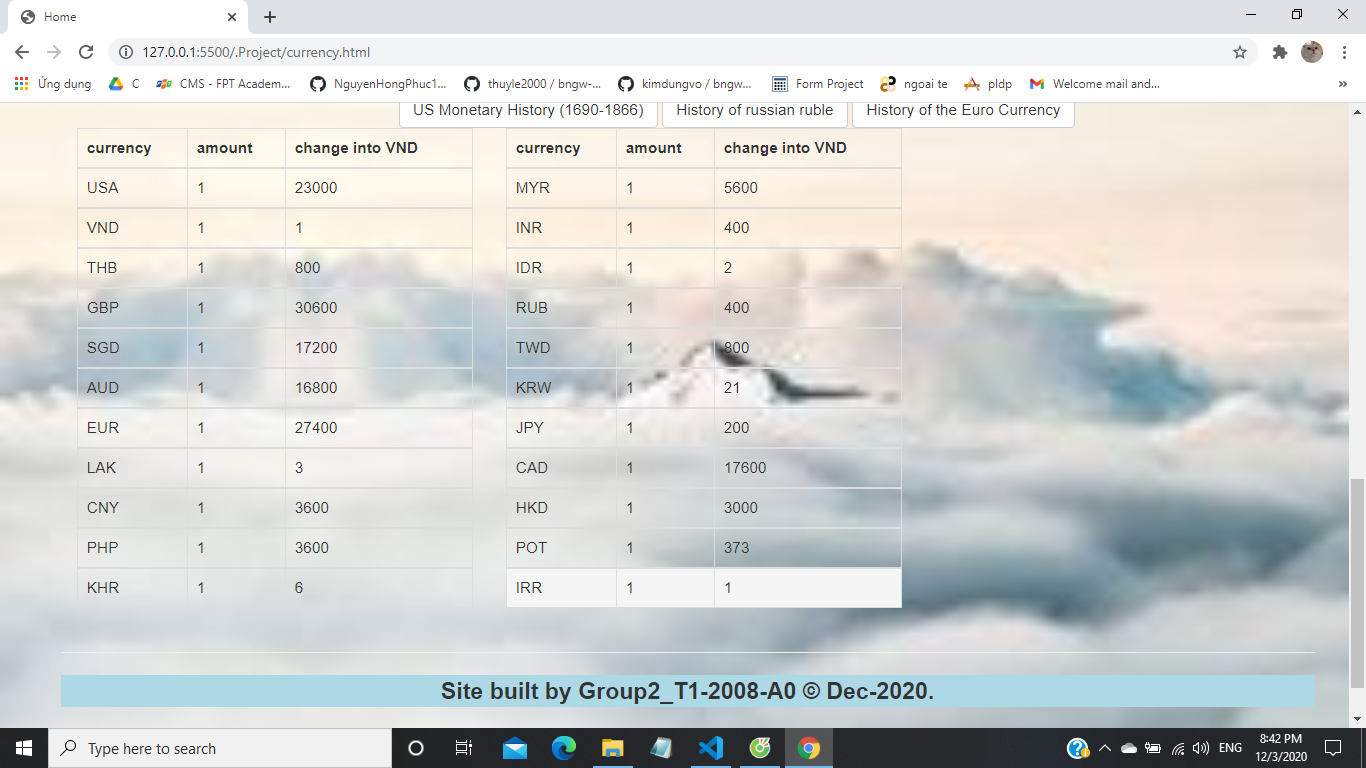 Home
127.0.0.1:5500/.Project/currency.html
Ứng dụng C CMS - FPT Academ... NguyenHongPhuc1... thuyle2000 / bngw-... kimdungvo / bngw... Form Project ngoai te pldp Welcome mail and... »
US Monetary History (1690-1866) History of russian ruble History of the Euro Currency
currency amount change into VND currency amount change into VND
USA 1 23000 MYR 1 5600
VND 1 1 INR 1 400
THB 1 800 IDR 1 2
GBP 1 30600 RUB 1 400
SGD 1 17200 TWD 1 800
AUD 1 16800 KRW 1 21
EUR 1 27400 JPY 1 200
LAK 1 3 CAD 1 17600
CNY 1 3600 HKD 1 3000
PHP 1 3600 POT 1 373
KHR 1 6 IRR 1 1
Site built by Group2_T1-2008-A0 © Dec-2020.
Type here to search
ENG
8:42 PM
12/3/2020